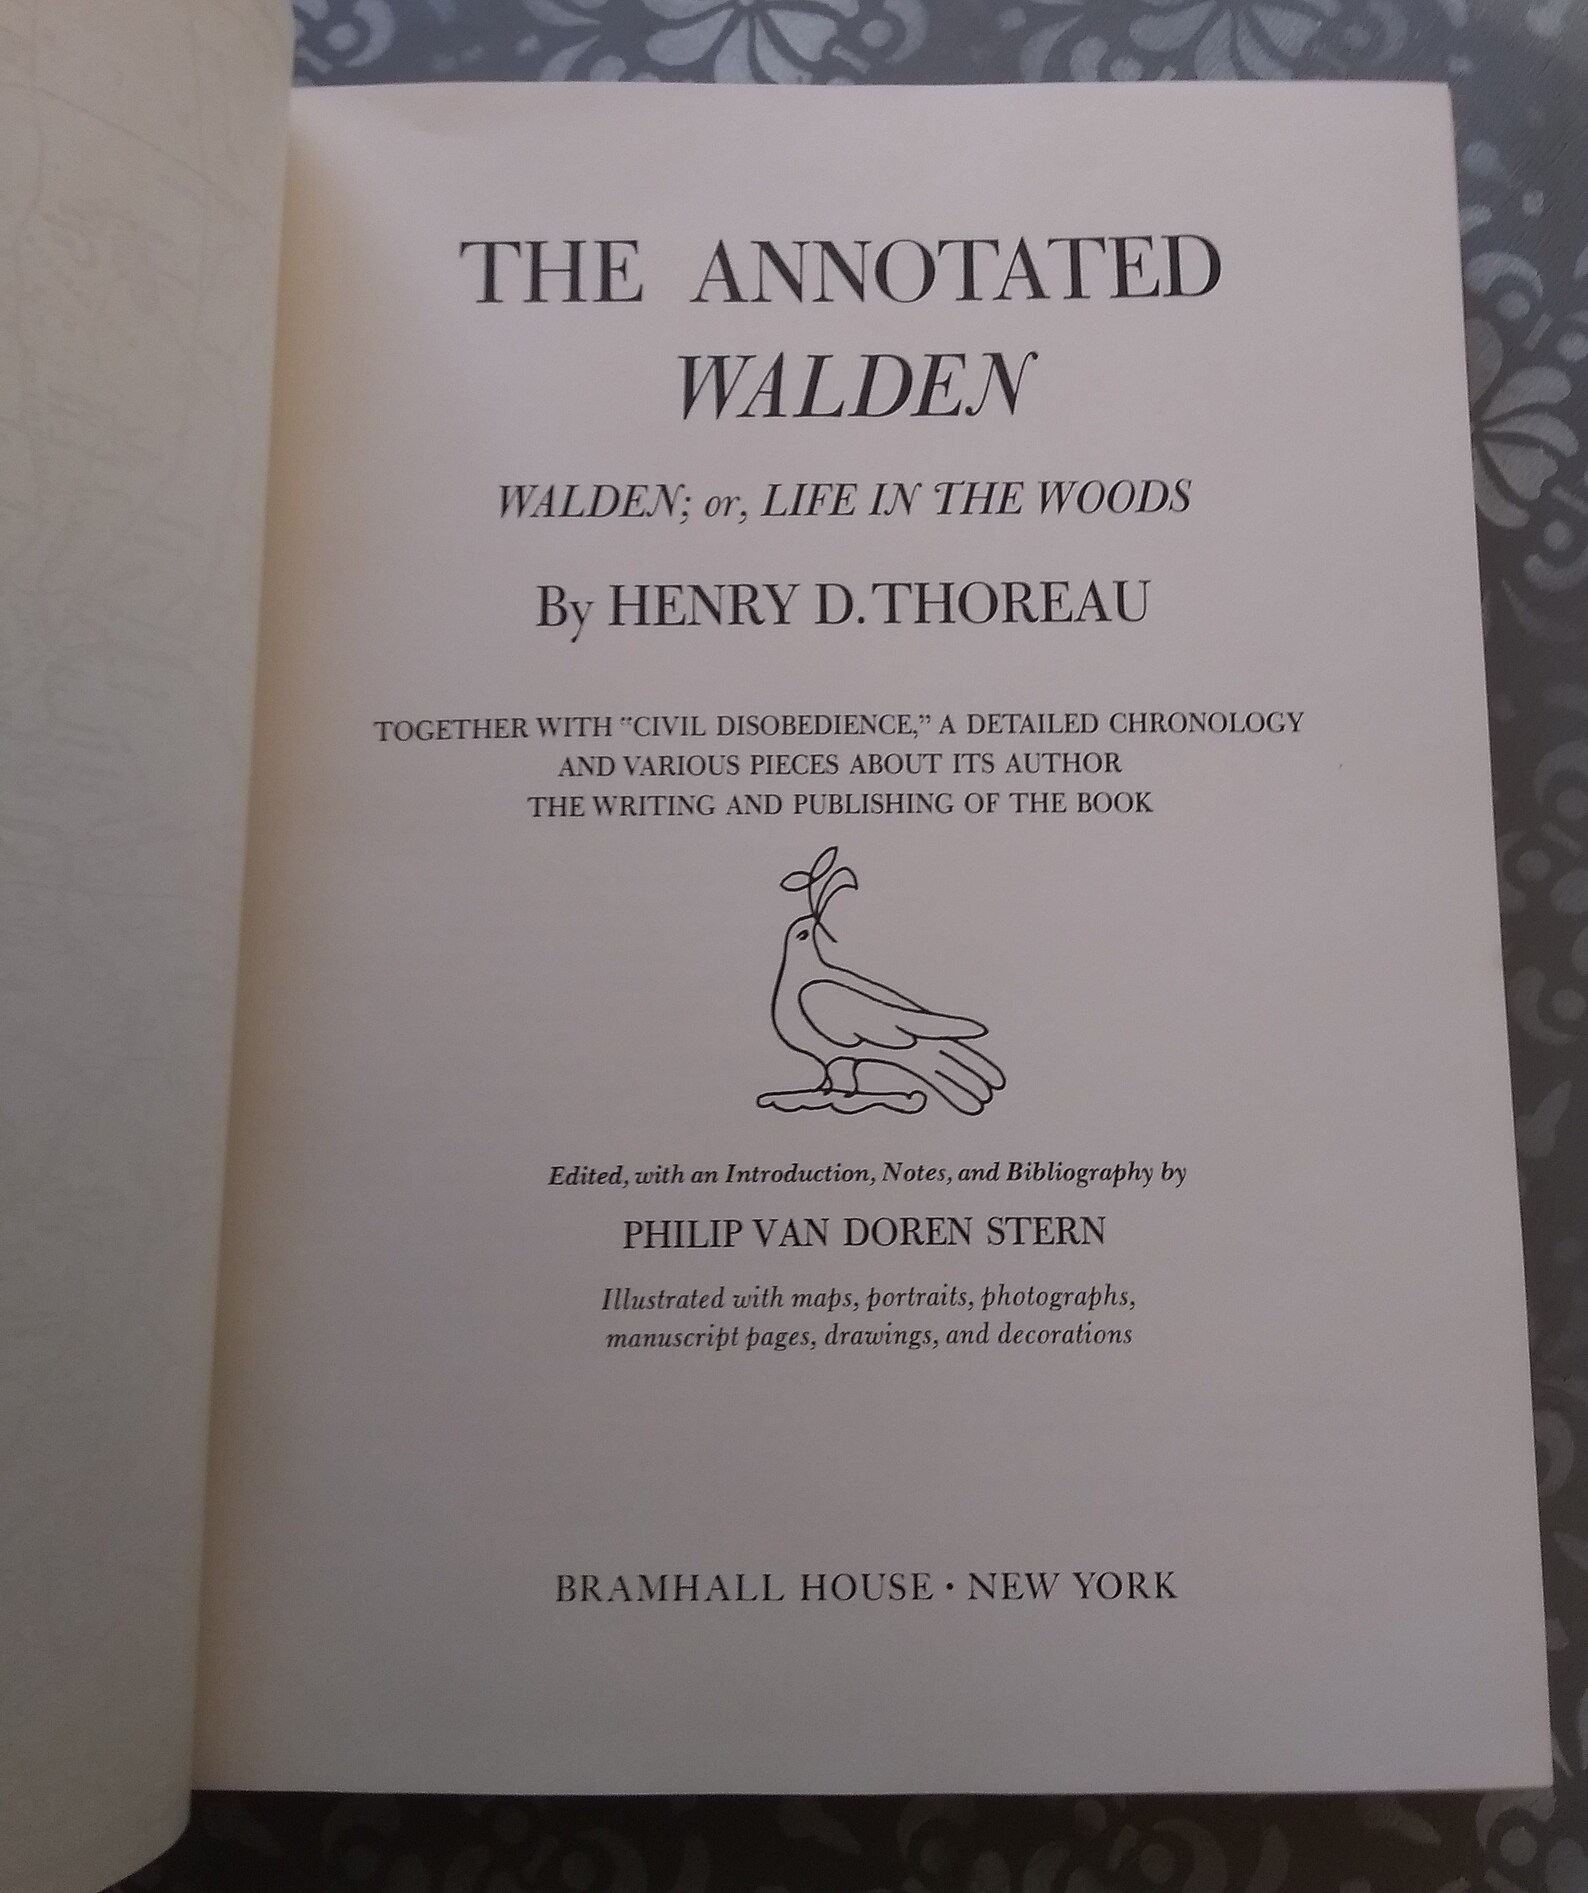 THE ANNOTATED
WALDEN
WALDEN; or, LIFE IN THE WOODS
By HENRY D. THOREAU
TOGETHER WITH "CIVIL DISOBEDIENCE," A DETAILED CHRONOLOGY
AND VARIOUS PIECES ABOUT ITS AUTHOR
THE WRITING AND PUBLISHING OF THE BOOK
Edited, with an Introduction, Notes, and Bibliography by
PHILIP VAN DOREN STERN
Illustrated with maps, portraits, photographs,
manuscript pages, drawings, and decorations
BRAMHALL HOUSE • NEW YORK